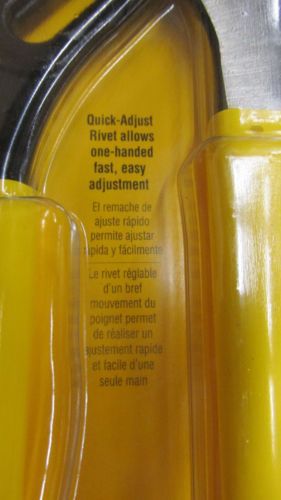 Quick-Adjust
Rivet allows
one-handed
fast, easy
adjustment
El remache de
ajuste rápido
permite ajustar
rápida y fácilmente
Le rivet réglable
d'un bref
mouvement du
poignet permet
de réaliser un
ajustement rapide
et facile d'une
seule main